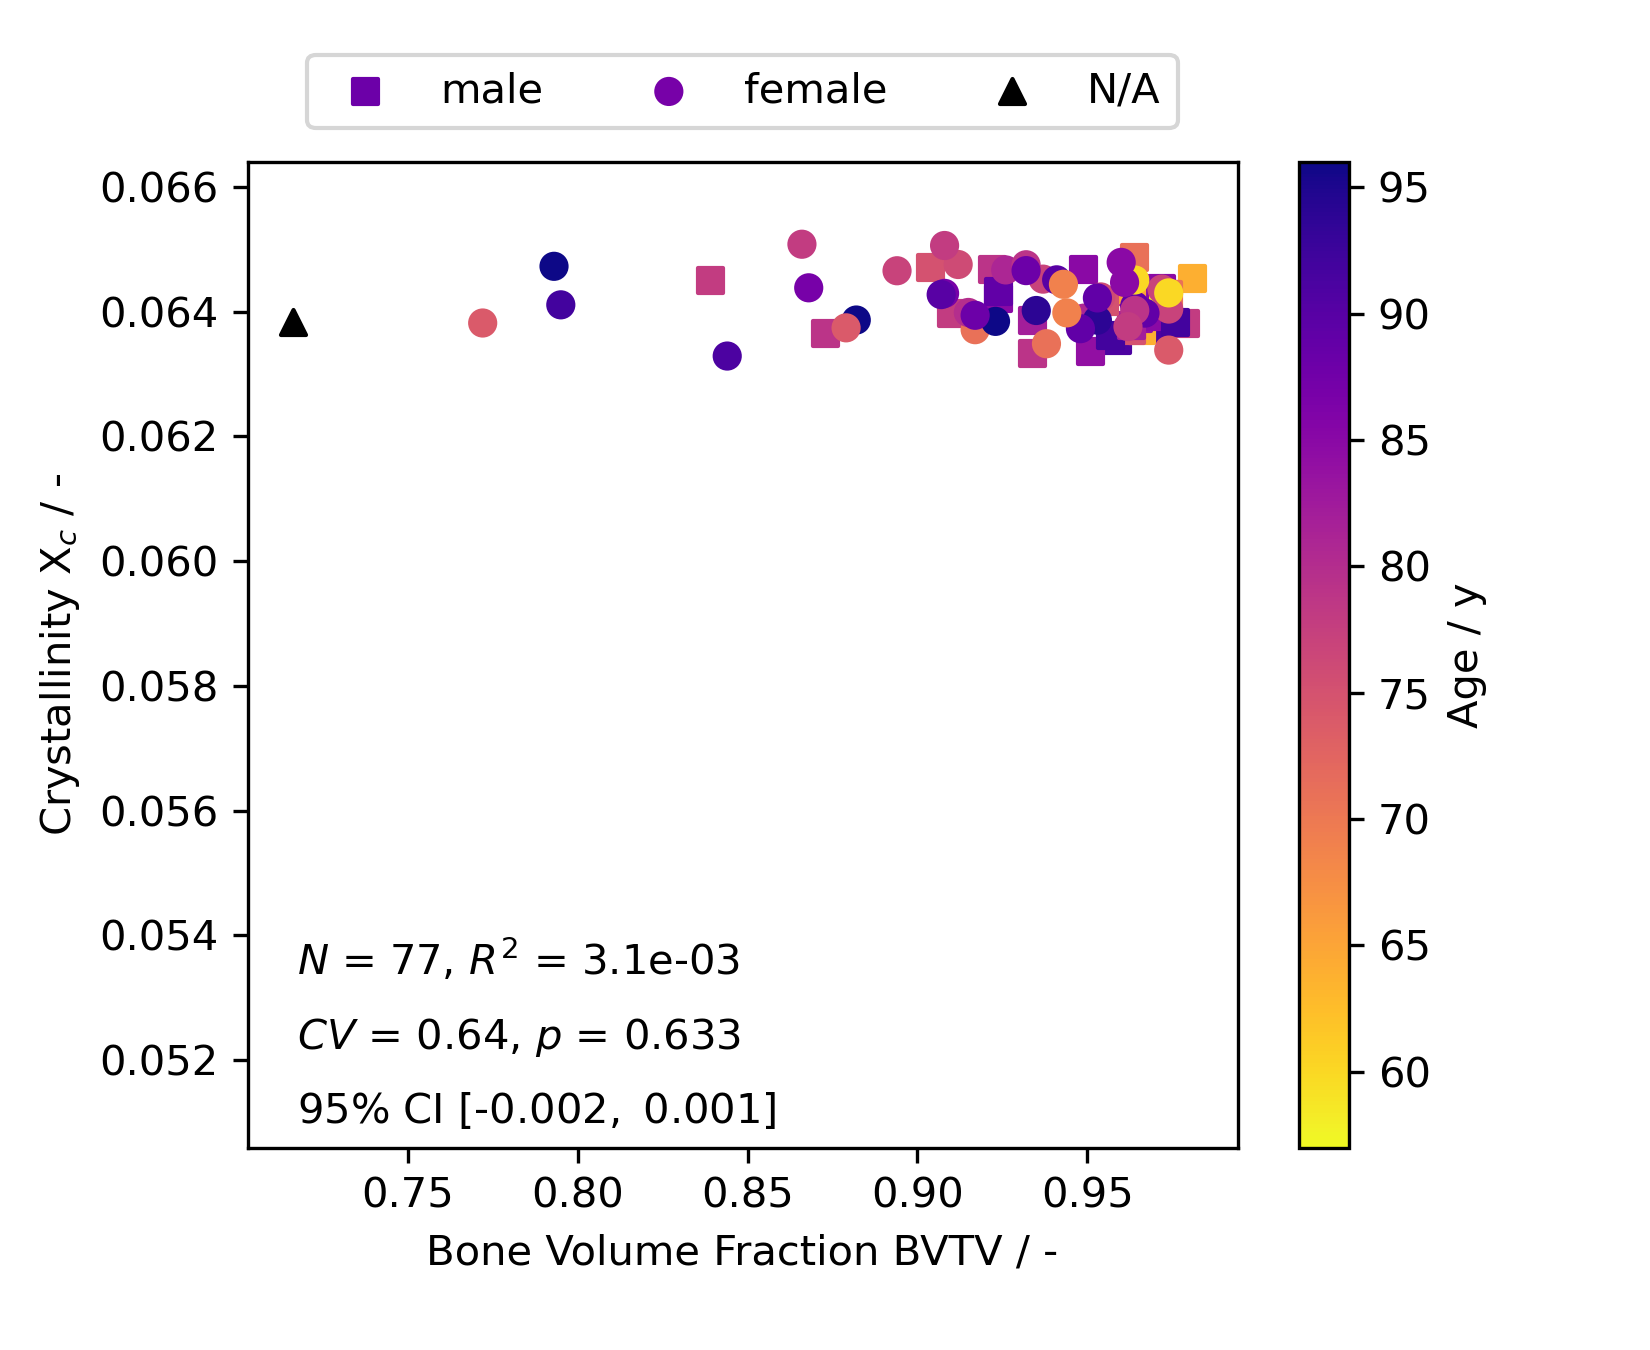 male female N/A
0.066
0.064
0.062
0.060
0.058
0.056
0.054
0.052
Crystallinity X_c / -
N = 77, R² = 3.1e-03
CV = 0.64, p = 0.633
95% CI [-0.002, 0.001]
0.75 0.80 0.85 0.90 0.95
Bone Volume Fraction BVTV / -
95
90
85
80
75
70
65
60
Age / y